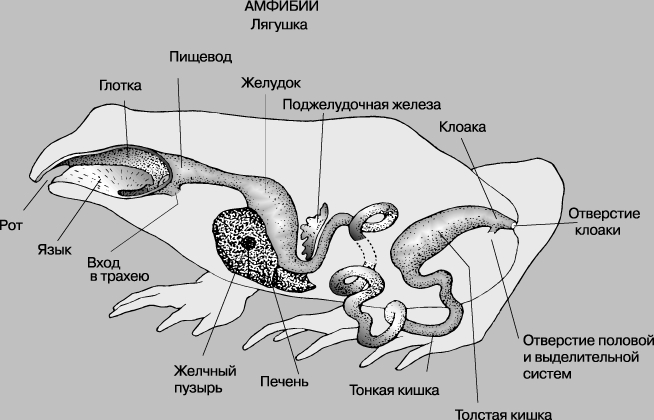 АМФИБИИ
Лягушка
Пищевод
Глотка
Желудок
Поджелудочная железа
Клоака
Рот
Язык
Вход
в трахею
Отверстие
клоаки
Желчный
пузырь
Печень
Тонкая кишка
Отверстие половой
и выделительной
систем
Толстая кишка